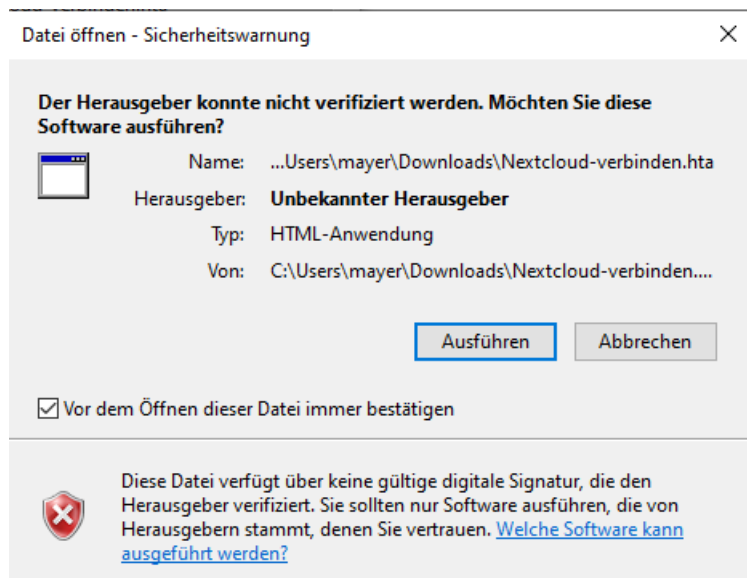 Datei öffnen - Sicherheitswarnung
Der Herausgeber konnte nicht verifiziert werden. Möchten Sie diese
Software ausführen?
Name: ...Users\mayer\Downloads\Nextcloud-verbinden.hta
Herausgeber: Unbekannter Herausgeber
Typ: HTML-Anwendung
Von: C:\Users\mayer\Downloads\Nextcloud-verbinden....
Ausführen Abbrechen
Vor dem Öffnen dieser Datei immer bestätigen
Diese Datei verfügt über keine gültige digitale Signatur, die den
Herausgeber verifiziert. Sie sollten nur Software ausführen, die von
Herausgebern stammt, denen Sie vertrauen. Welche Software kann
ausgeführt werden?